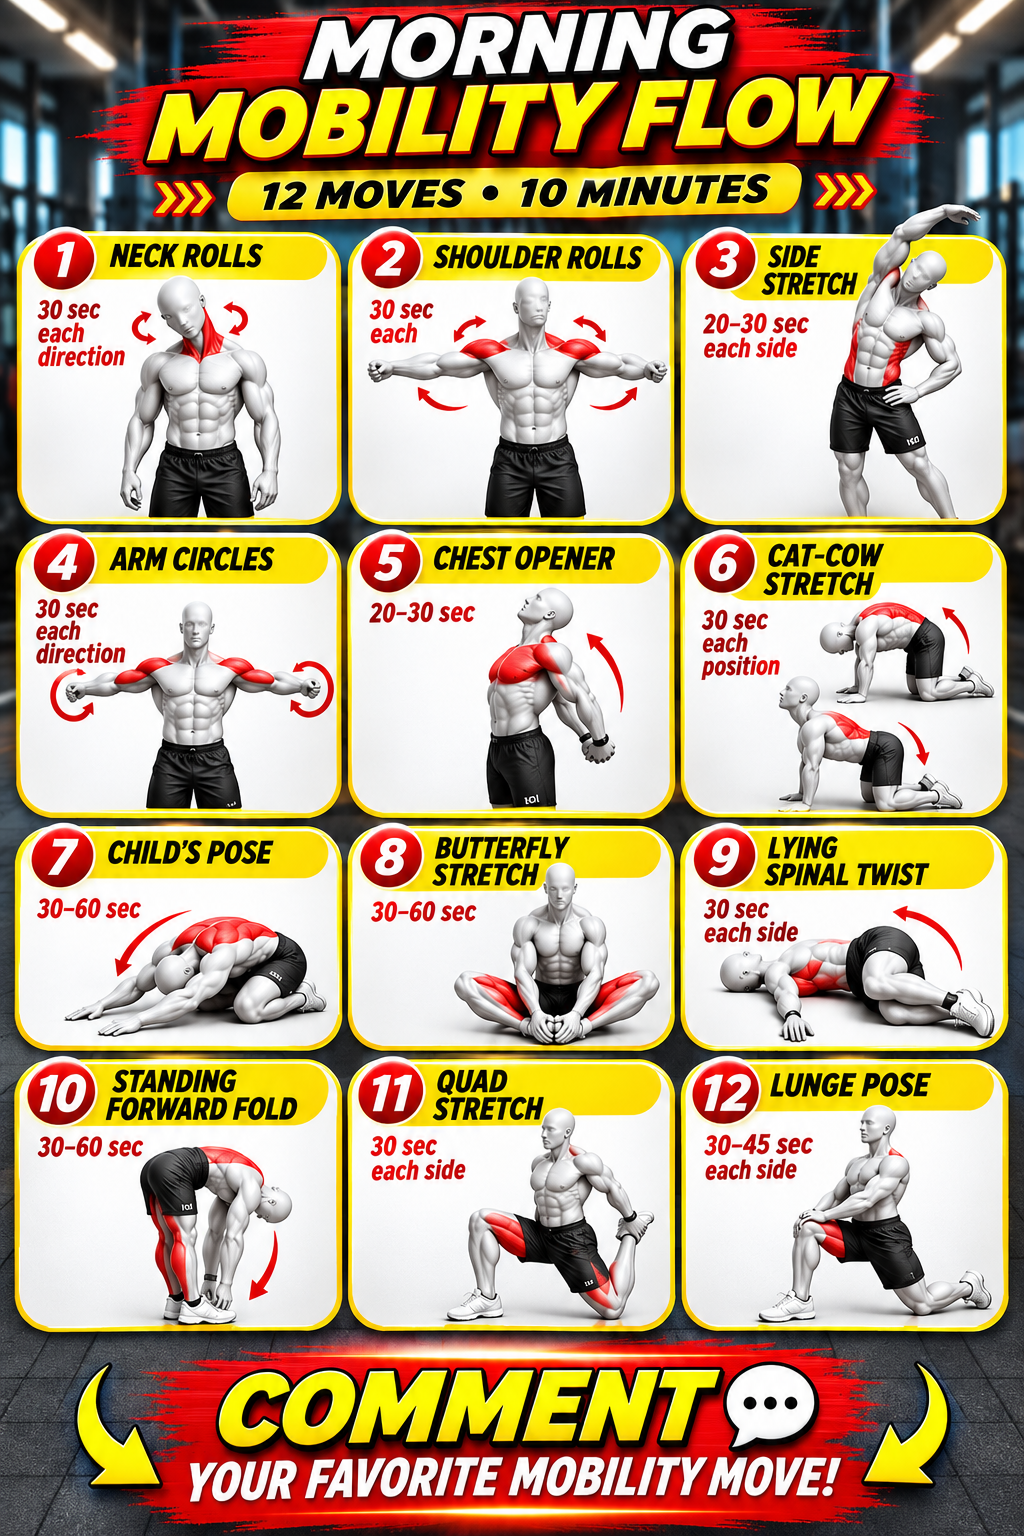 MORNING
MOBILITY FLOW
12 MOVES • 10 MINUTES
1 NECK ROLLS
30 sec
each
direction
2 SHOULDER ROLLS
30 sec
each
3 SIDE
STRETCH
20–30 sec
each side
4 ARM CIRCLES
30 sec
each
direction
5 CHEST OPENER
20–30 sec
6 CAT-COW
STRETCH
30 sec
each
position
7 CHILD'S POSE
30–60 sec
8 BUTTERFLY
STRETCH
30–60 sec
9 LYING
SPINAL TWIST
30 sec
each side
10 STANDING
FORWARD FOLD
30–60 sec
11 QUAD
STRETCH
30 sec
each side
12 LUNGE POSE
30–45 sec
each side
COMMENT
YOUR FAVORITE MOBILITY MOVE!